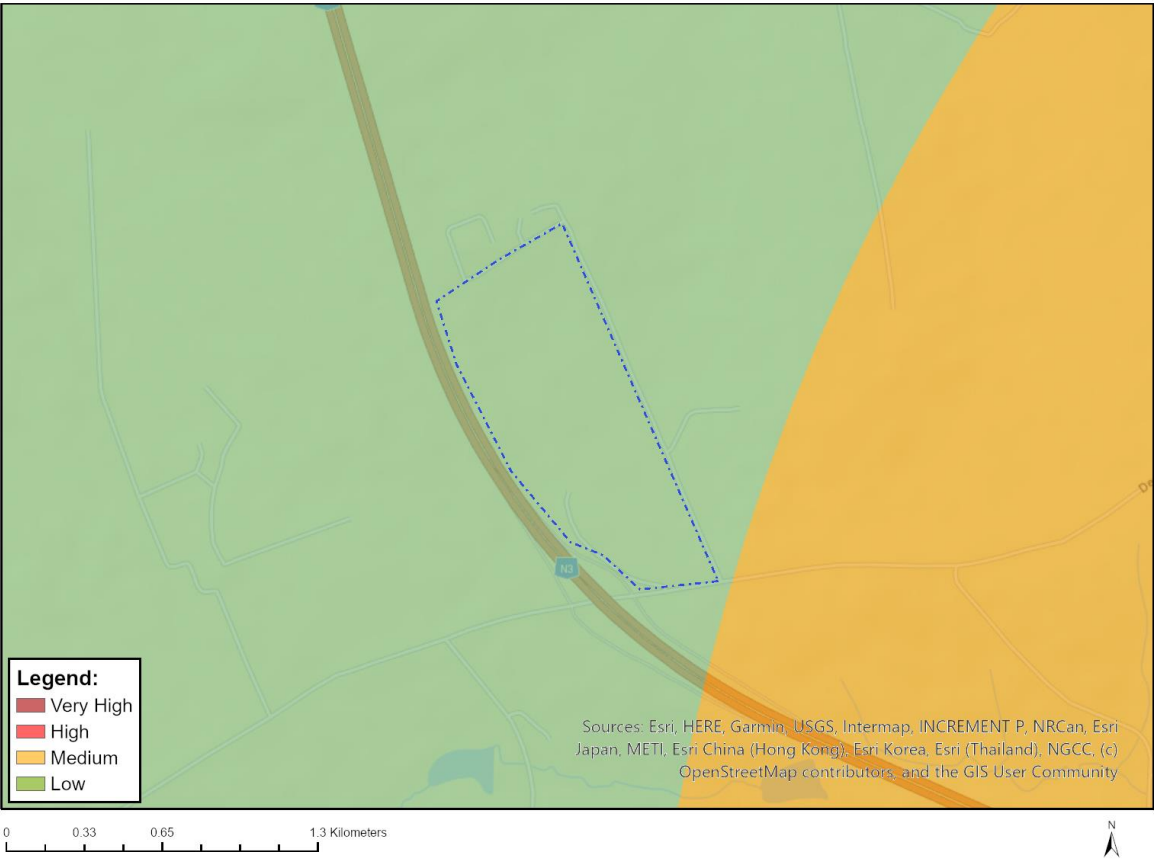 N3
De
Legend:
Very High
High
Medium
Low
Sources: Esri, HERE, Garmin, USGS, Intermap, INCREMENT P, NRCan, Esri
Japan, METI, Esri China (Hong Kong), Esri Korea, Esri (Thailand), NGCC, (c)
OpenStreetMap contributors, and the GIS User Community
0 0.33 0.65 1.3 Kilometers
N